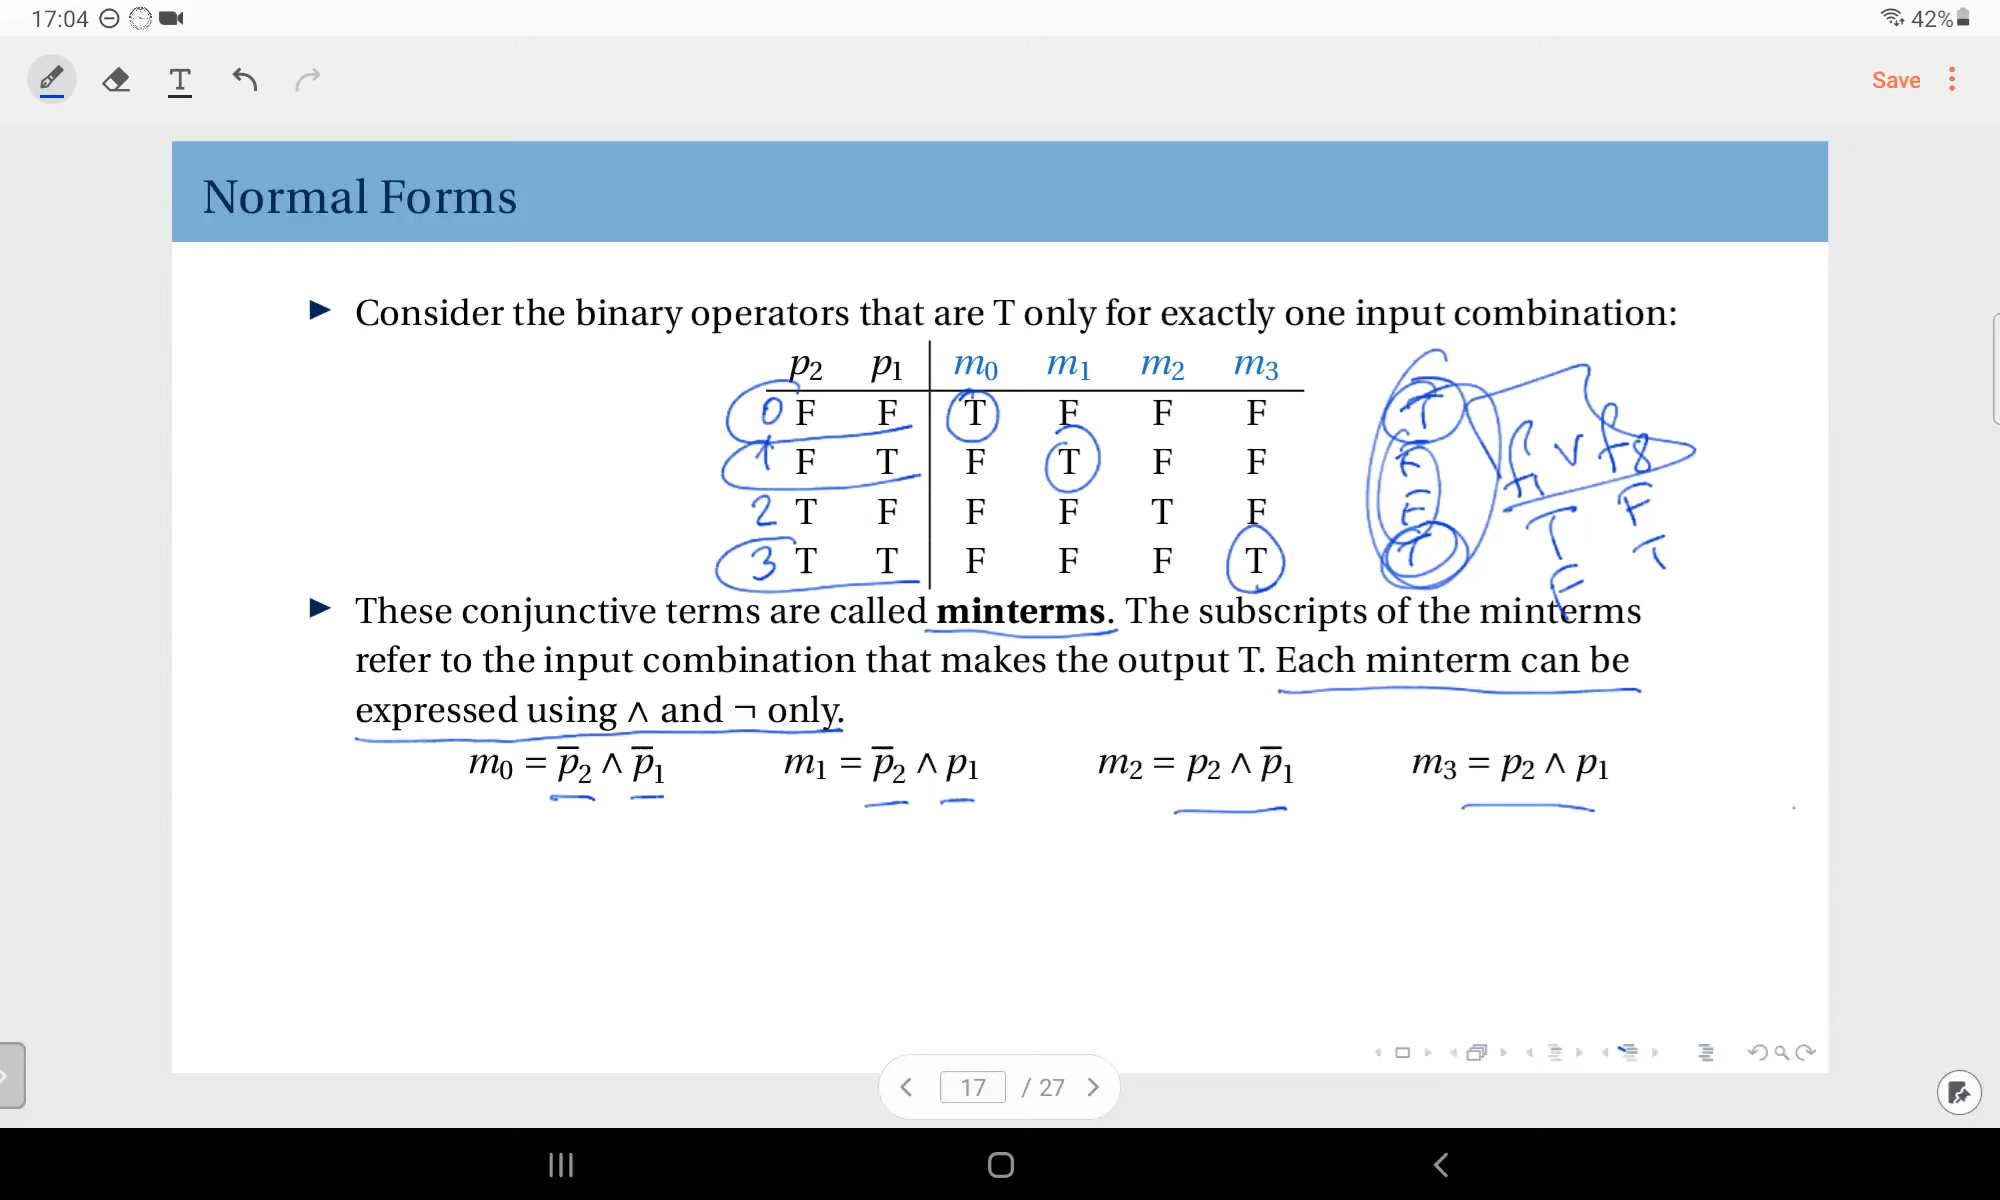 17:04 42%
Save
Normal Forms
Consider the binary operators that are T only for exactly one input combination:
p₂ p₁ m₀ m₁ m₂ m₃
0 F F T F F F T
1 F T F T F F F f₁ ∨ f₈
2 T F F F T F F T F
3 T T F F F T T F T
These conjunctive terms are called minterms. The subscripts of the minterms
refer to the input combination that makes the output T. Each minterm can be
expressed using ∧ and ¬ only.
m₀ = p̅₂ ∧ p̅₁ m₁ = p̅₂ ∧ p₁ m₂ = p₂ ∧ p̅₁ m₃ = p₂ ∧ p₁
17 / 27